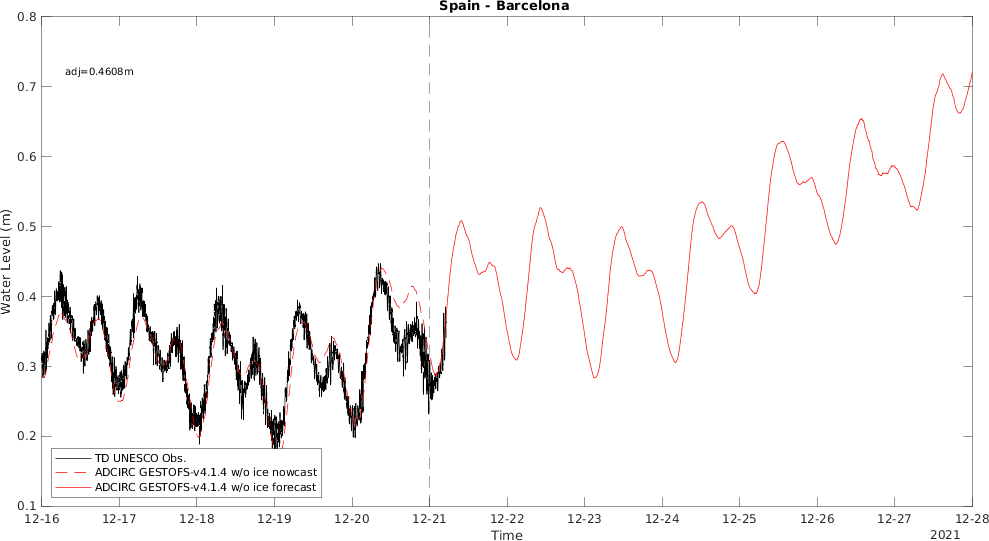 Spain - Barcelona
adj=0.4608m
0.8
0.7
0.6
0.5
0.4
0.3
0.2
0.1
Water Level (m)
TD UNESCO Obs.
ADCIRC GESTOFS-v4.1.4 w/o ice nowcast
ADCIRC GESTOFS-v4.1.4 w/o ice forecast
12-16 12-17 12-18 12-19 12-20 12-21 12-22 12-23 12-24 12-25 12-26 12-27 12-28
Time
2021